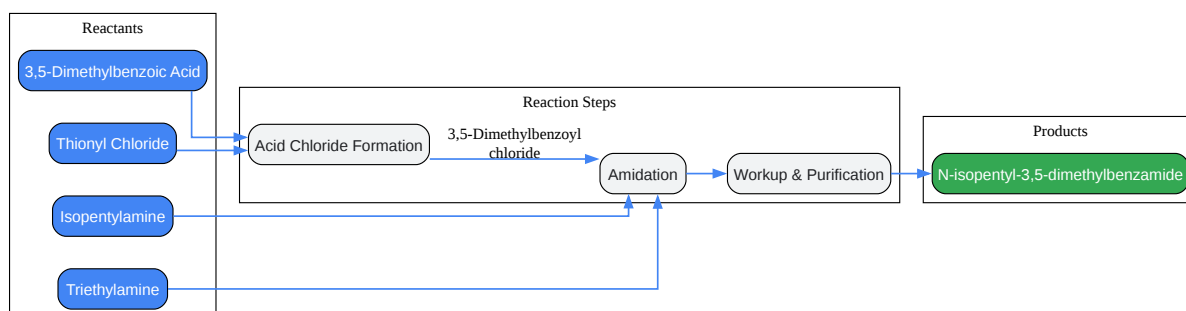 Reactants
3,5-Dimethylbenzoic Acid
Thionyl Chloride
Isopentylamine
Triethylamine
Reaction Steps
Acid Chloride Formation
3,5-Dimethylbenzoyl
chloride
Amidation
Workup & Purification
Products
N-isopentyl-3,5-dimethylbenzamide